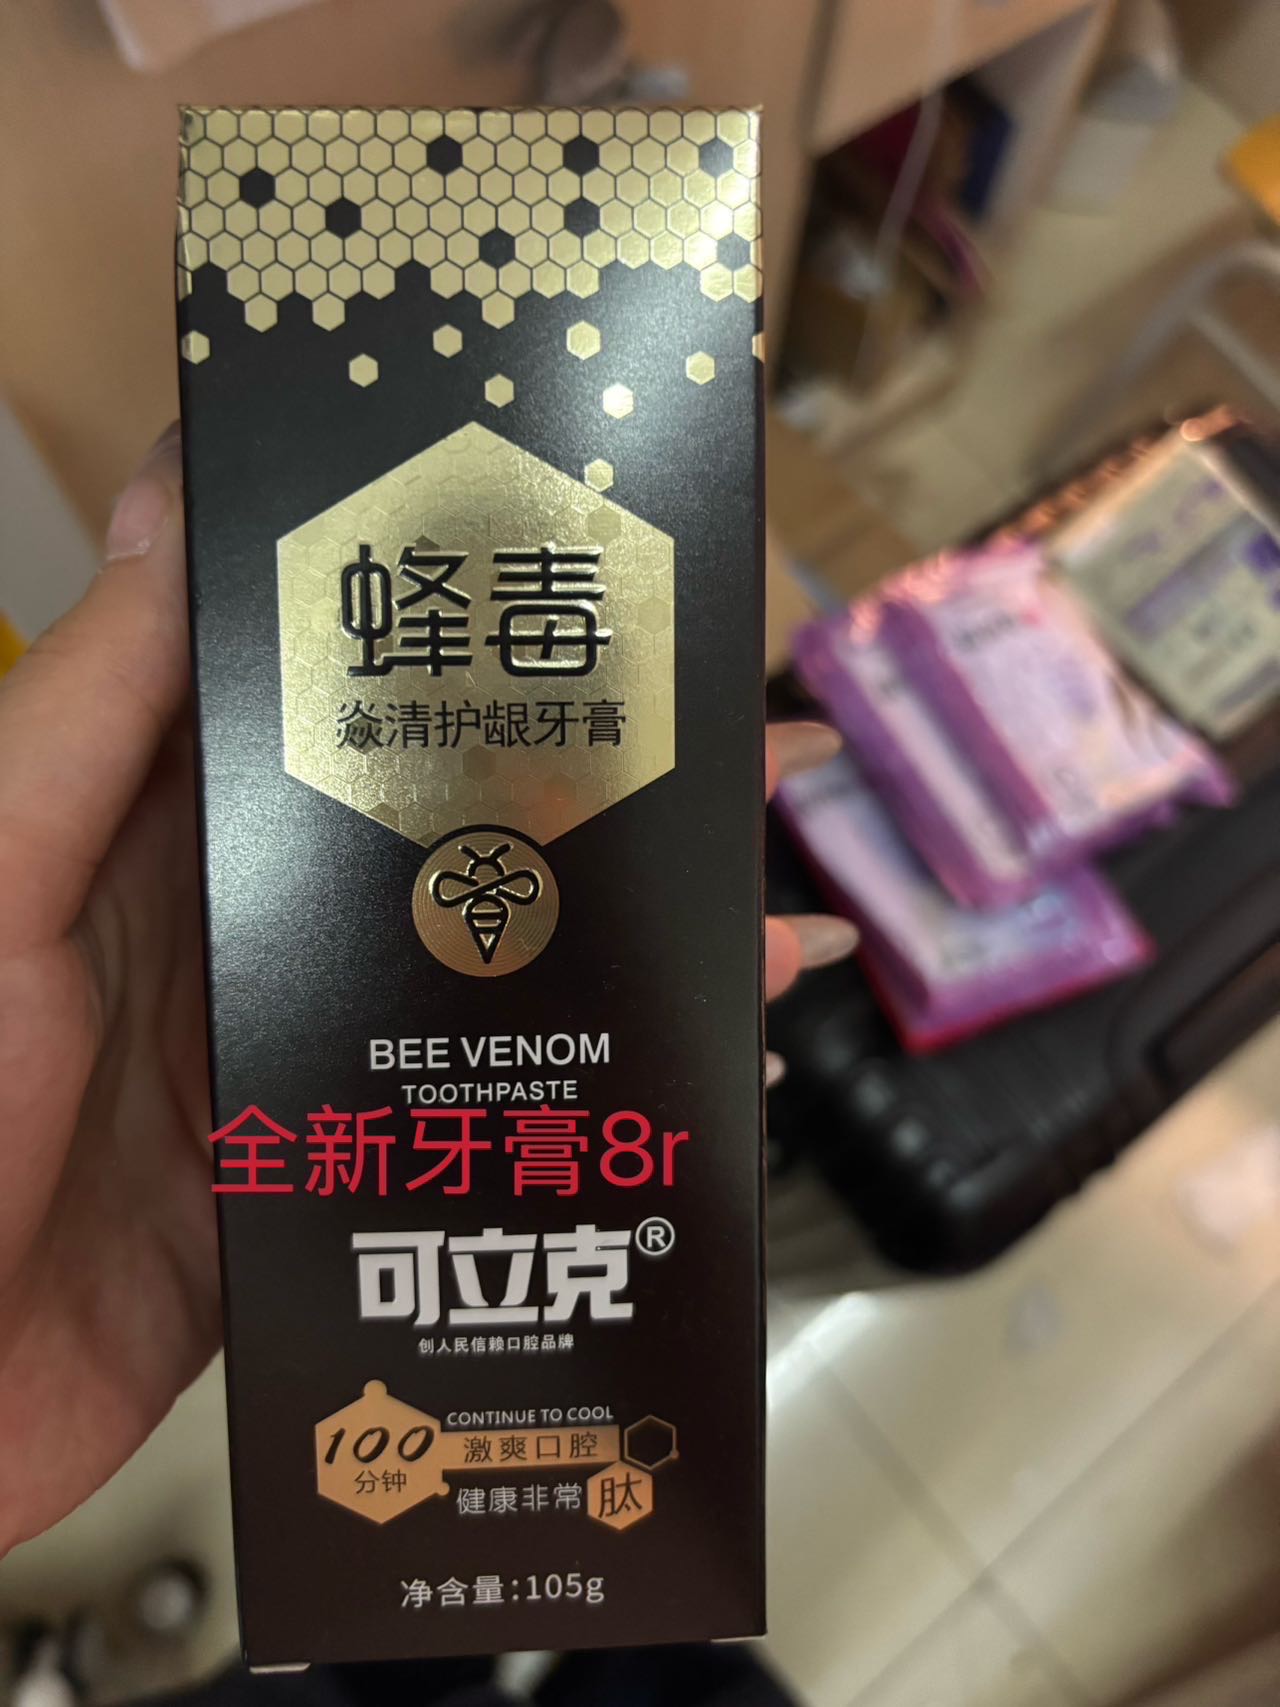 蜂毒
焱清护龈牙膏
BEE VENOM
TOOTHPASTE
全新牙膏8r
可立克®
创人民信赖口腔品牌
100
分钟
CONTINUE TO COOL
激爽口腔
健康非常肽
净含量:105g